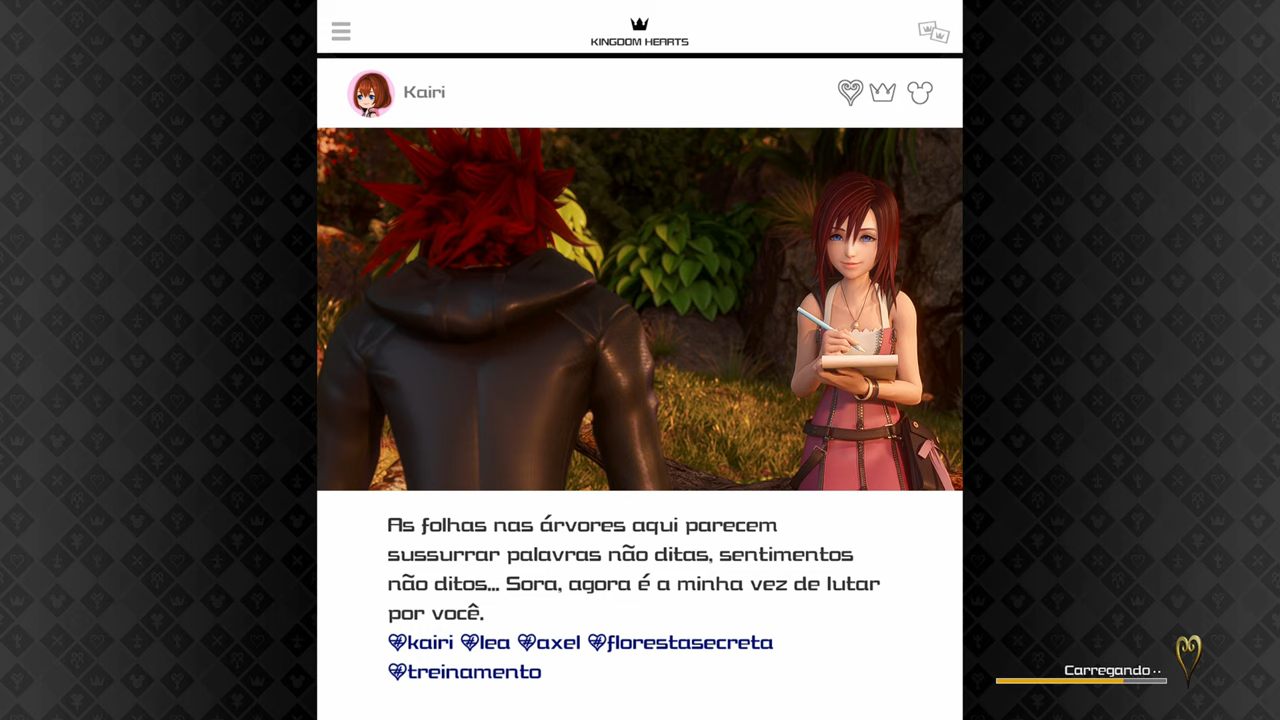 KINGDOM HEARTS
Kairi
As folhas nas árvores aqui parecem
sussurrar palavras não ditas, sentimentos
não ditos... Sora, agora é a minha vez de lutar
por você.
#kairi #lea #axel #florestasecreta
#treinamento
Carregando..